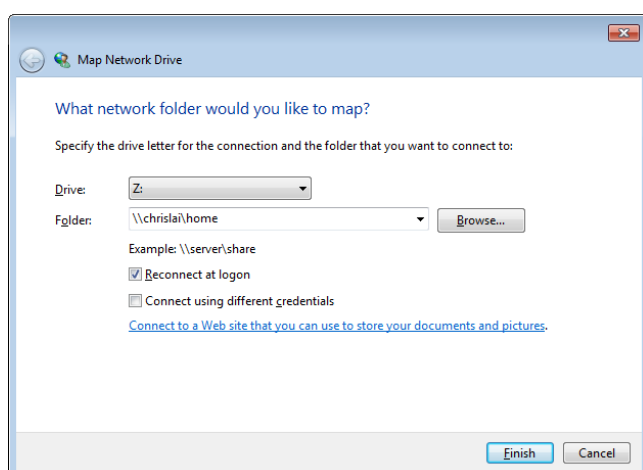 Map Network Drive
What network folder would you like to map?
Specify the drive letter for the connection and the folder that you want to connect to:
Drive: Z:
Folder: \\chrislai\home Browse...
Example: \\server\share
Reconnect at logon
Connect using different credentials
Connect to a Web site that you can use to store your documents and pictures.
Finish Cancel